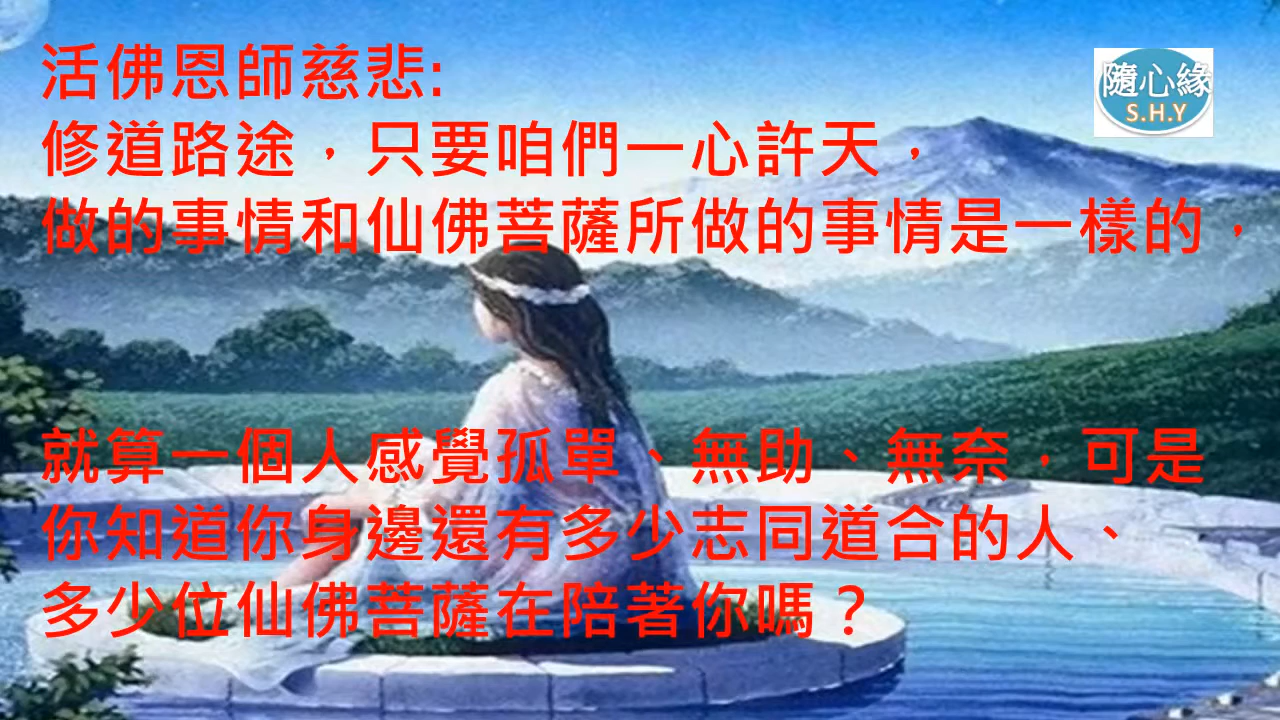 活佛恩師慈悲:
隨心緣
S.H.Y
修道路途，只要咱們一心許天，
做的事情和仙佛菩薩所做的事情是一樣的，
就算一個人感覺孤單、無助、無奈，可是
你知道你身邊還有多少志同道合的人、
多少位仙佛菩薩在陪著你嗎？